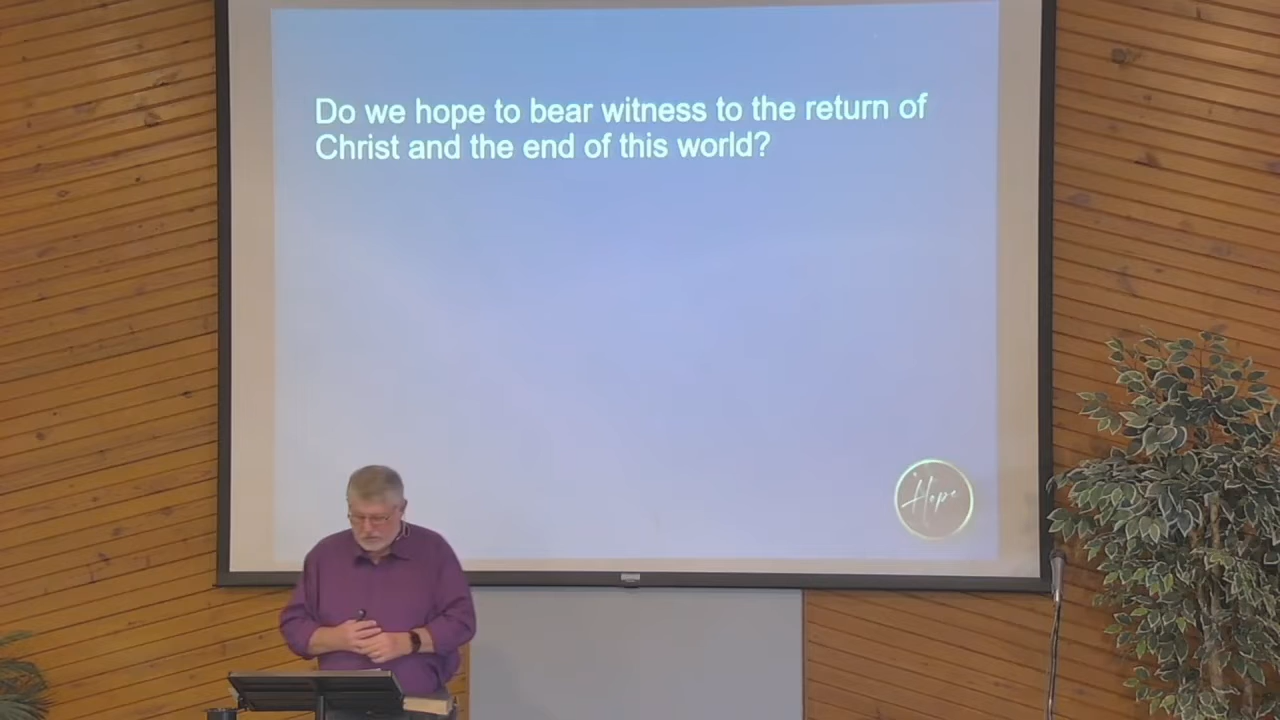 Do we hope to bear witness to the return of
Christ and the end of this world?
Hope